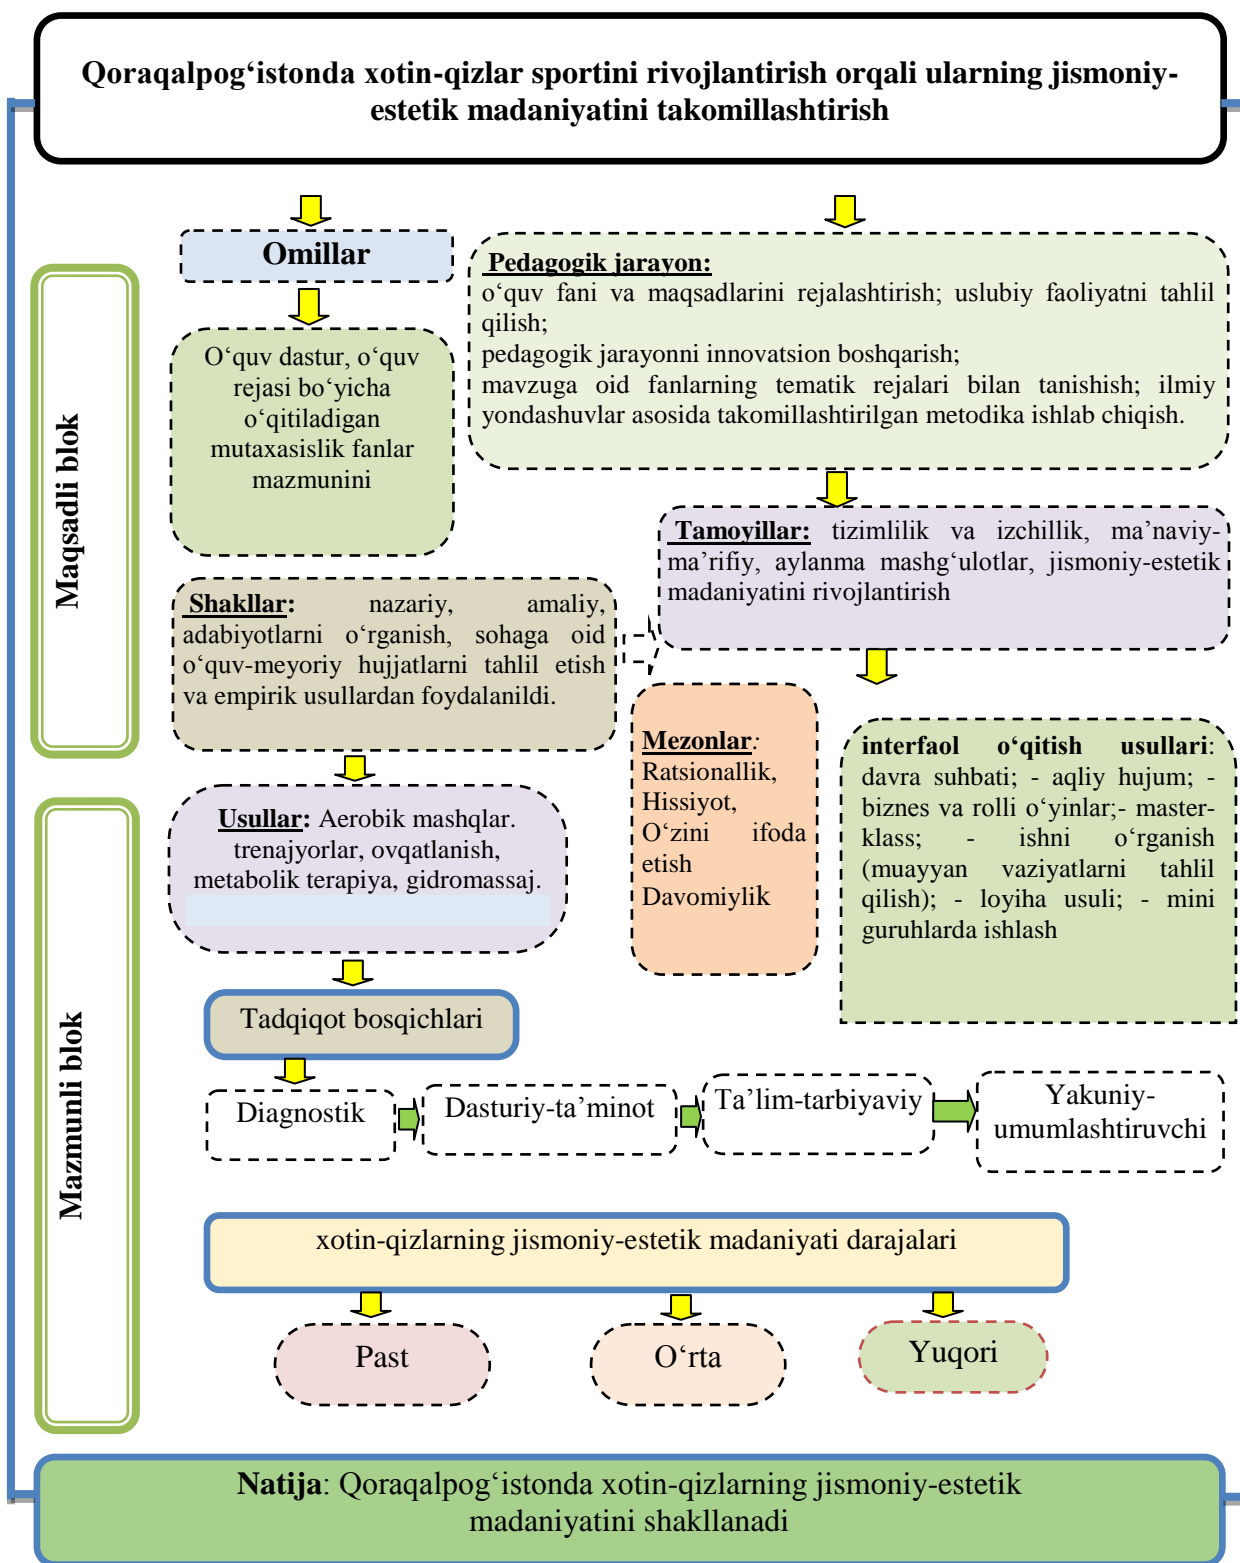 Qoraqalpog‘istonda xotin-qizlar sportini rivojlantirish orqali ularning jismoniy-
estetik madaniyatini takomillashtirish
Maqsadli blok
Omillar
O‘quv dastur, o‘quv
rejasi bo‘yicha
o‘qitiladigan
mutaxasislik fanlar
mazmunini
Pedagogik jarayon:
o‘quv fani va maqsadlarini rejalashtirish; uslubiy faoliyatni tahlil
qilish;
pedagogik jarayonni innovatsion boshqarish;
mavzuga oid fanlarning tematik rejalari bilan tanishish; ilmiy
yondashuvlar asosida takomillashtirilgan metodika ishlab chiqish.
Tamoyillar: tizimlilik va izchillik, ma’naviy-
ma’rifiy, aylanma mashg‘ulotlar, jismoniy-estetik
madaniyatini rivojlantirish
Shakllar: nazariy, amaliy,
adabiyotlarni o‘rganish, sohaga oid
o‘quv-meyoriy hujjatlarni tahlil etish
va empirik usullardan foydalanildi.
Mezonlar:
Ratsionallik,
Hissiyot,
O‘zini ifoda
etish
Davomiylik
interfaol o‘qitish usullari:
davra suhbati; - aqliy hujum; -
biznes va rolli o‘yinlar;- master-
klass; - ishni o‘rganish
(muayyan vaziyatlarni tahlil
qilish); - loyiha usuli; - mini
guruhlarda ishlash
Mazmunli blok
Usullar: Aerobik mashqlar.
trenajyorlar, ovqatlanish,
metabolik terapiya, gidromassaj.
Tadqiqot bosqichlari
Diagnostik
Dasturiy-ta’minot
Ta’lim-tarbiyaviy
Yakuniy-
umumlashtiruvchi
xotin-qizlarning jismoniy-estetik madaniyati darajalari
Past
O‘rta
Yuqori
Natija: Qoraqalpog‘istonda xotin-qizlarning jismoniy-estetik
madaniyatini shakllanadi